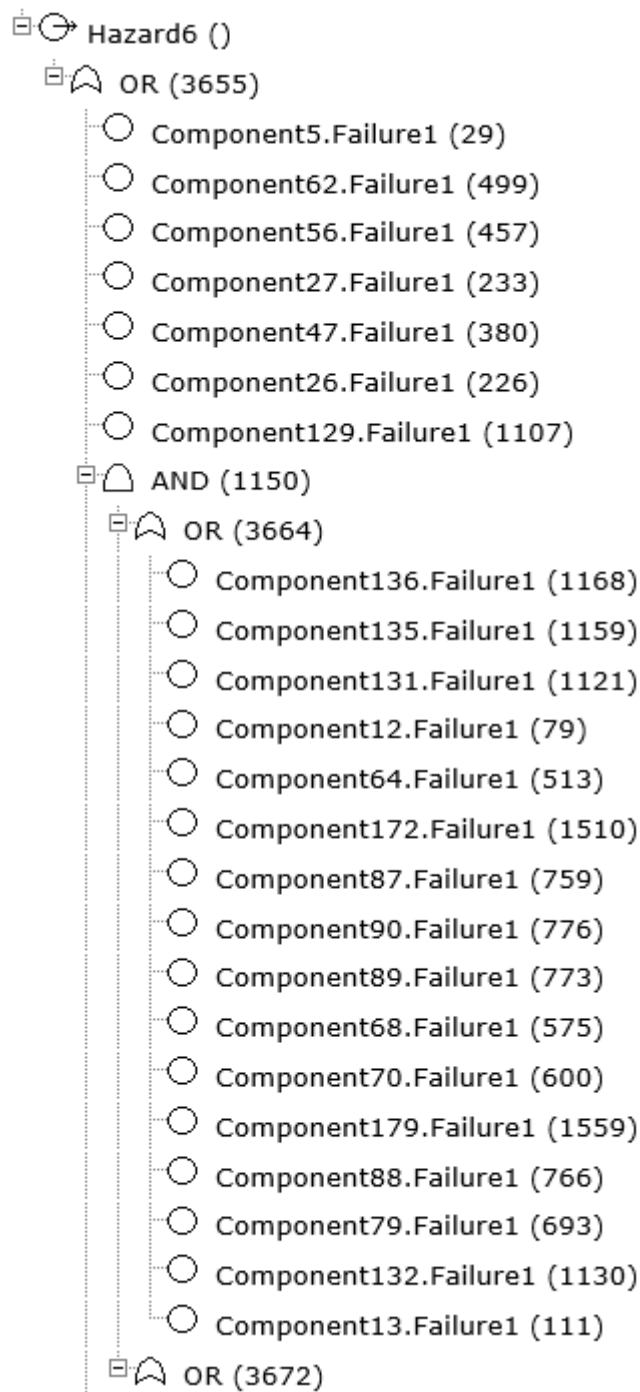 Hazard6 ()
OR (3655)
Component5.Failure1 (29)
Component62.Failure1 (499)
Component56.Failure1 (457)
Component27.Failure1 (233)
Component47.Failure1 (380)
Component26.Failure1 (226)
Component129.Failure1 (1107)
AND (1150)
OR (3664)
Component136.Failure1 (1168)
Component135.Failure1 (1159)
Component131.Failure1 (1121)
Component12.Failure1 (79)
Component64.Failure1 (513)
Component172.Failure1 (1510)
Component87.Failure1 (759)
Component90.Failure1 (776)
Component89.Failure1 (773)
Component68.Failure1 (575)
Component70.Failure1 (600)
Component179.Failure1 (1559)
Component88.Failure1 (766)
Component79.Failure1 (693)
Component132.Failure1 (1130)
Component13.Failure1 (111)
OR (3672)